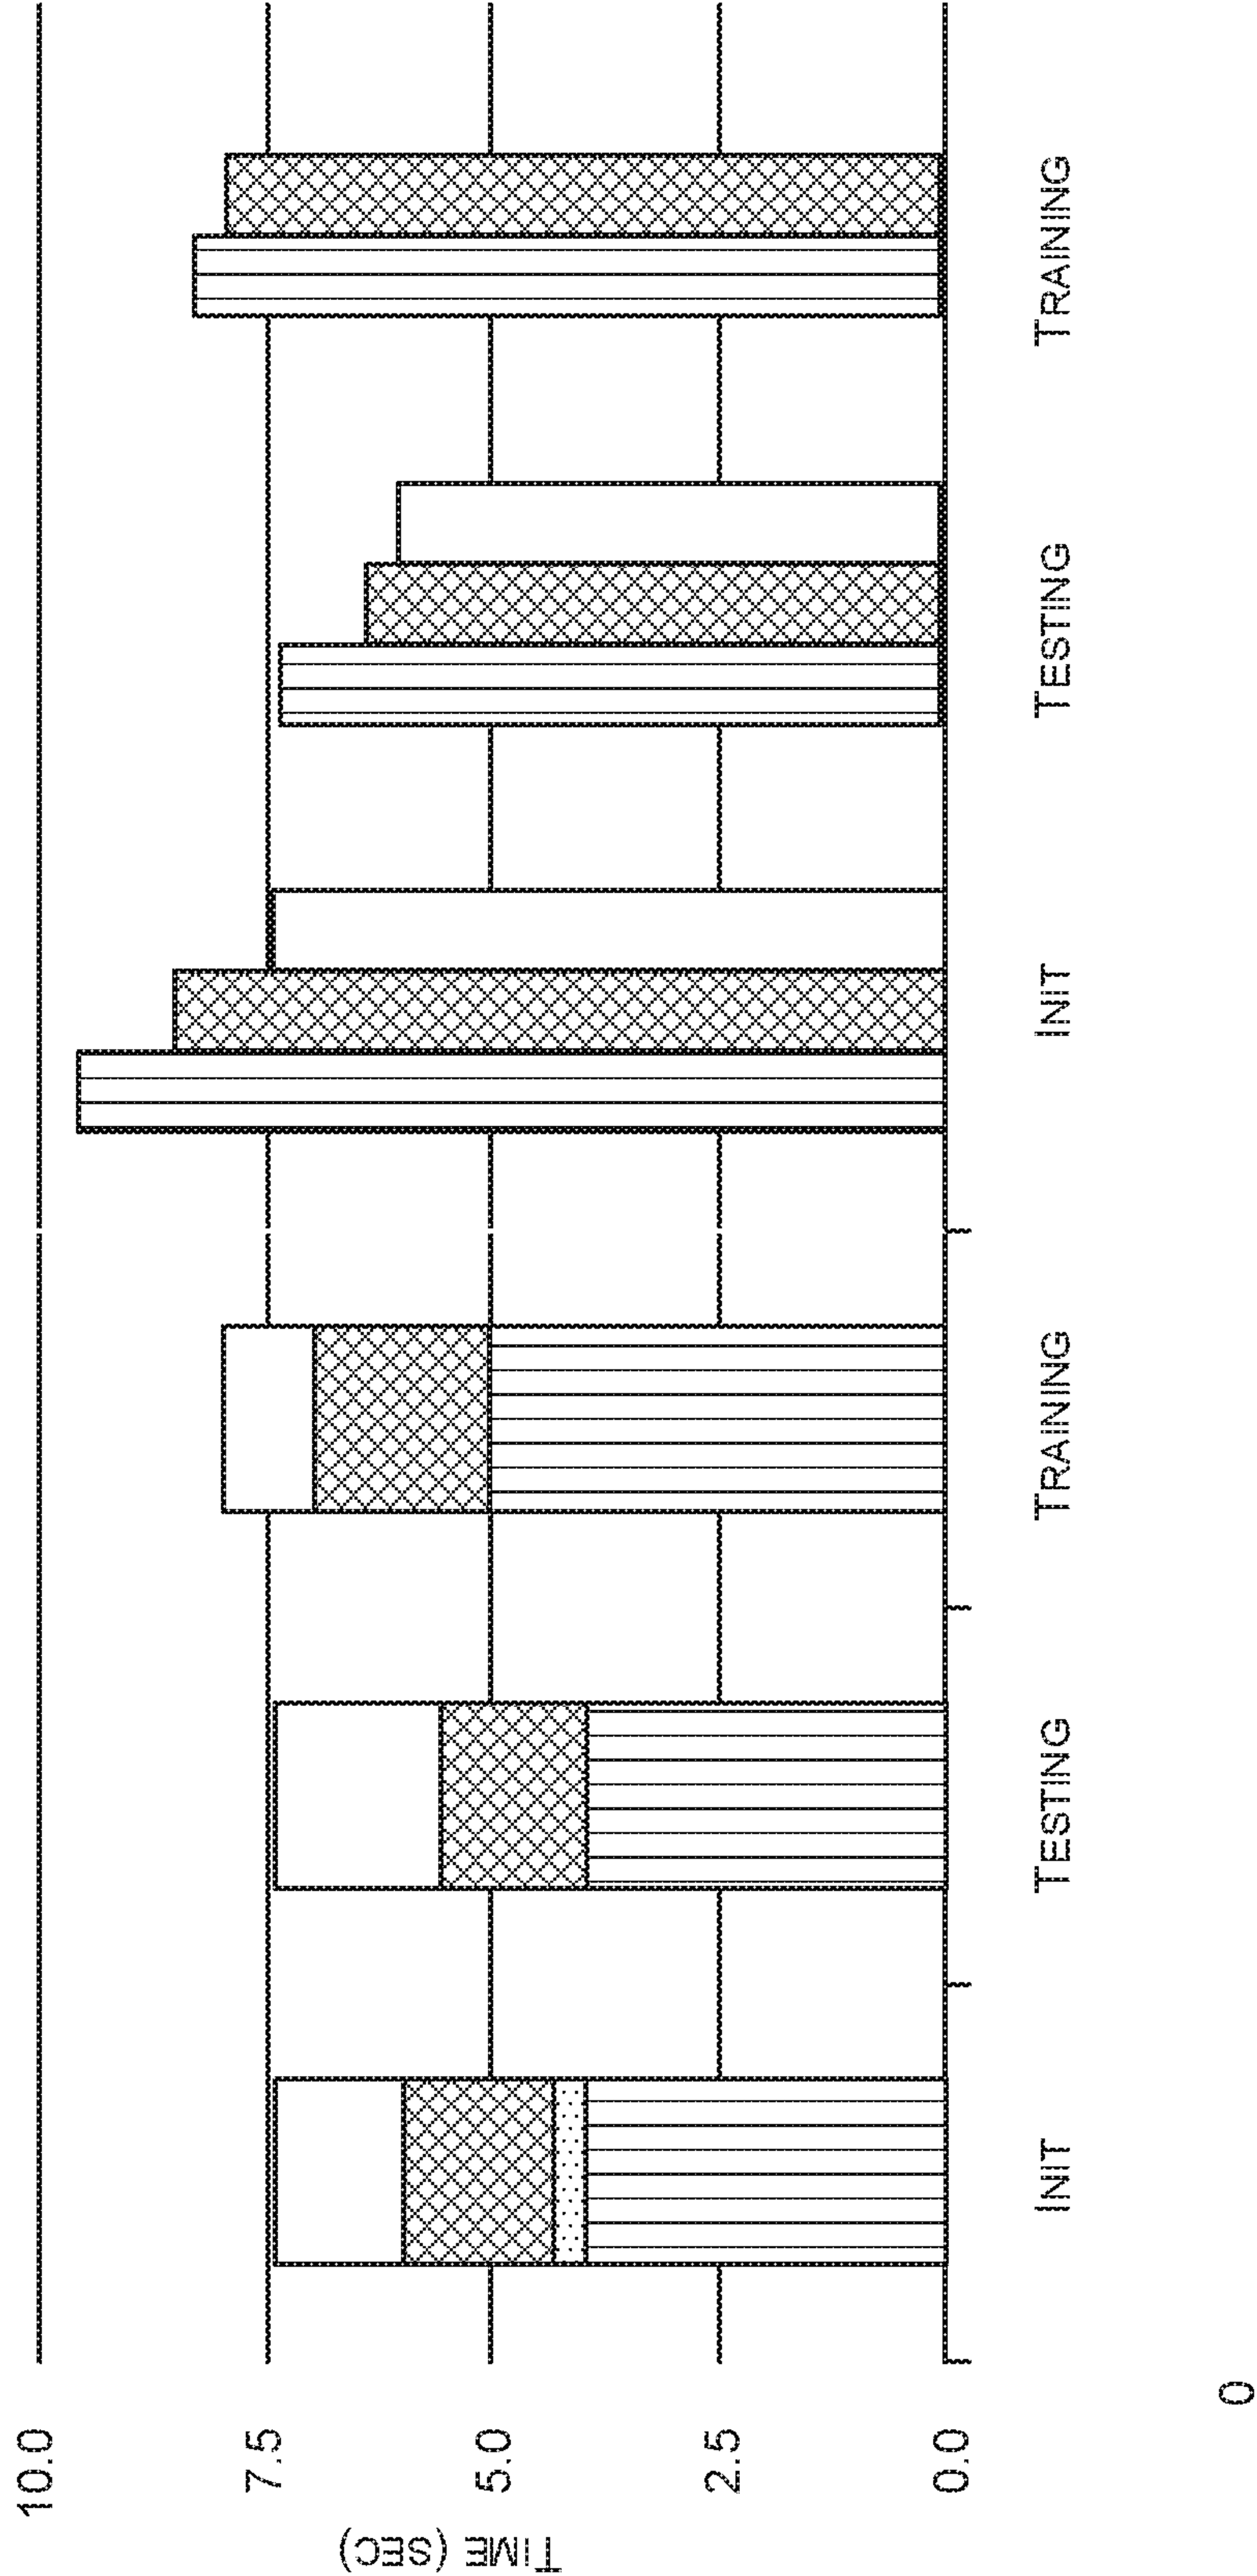 TIME (SEC)
10.0
7.5
5.0
2.5
0.0
INIT
TESTING
TRAINING
INIT
TESTING
TRAINING
0